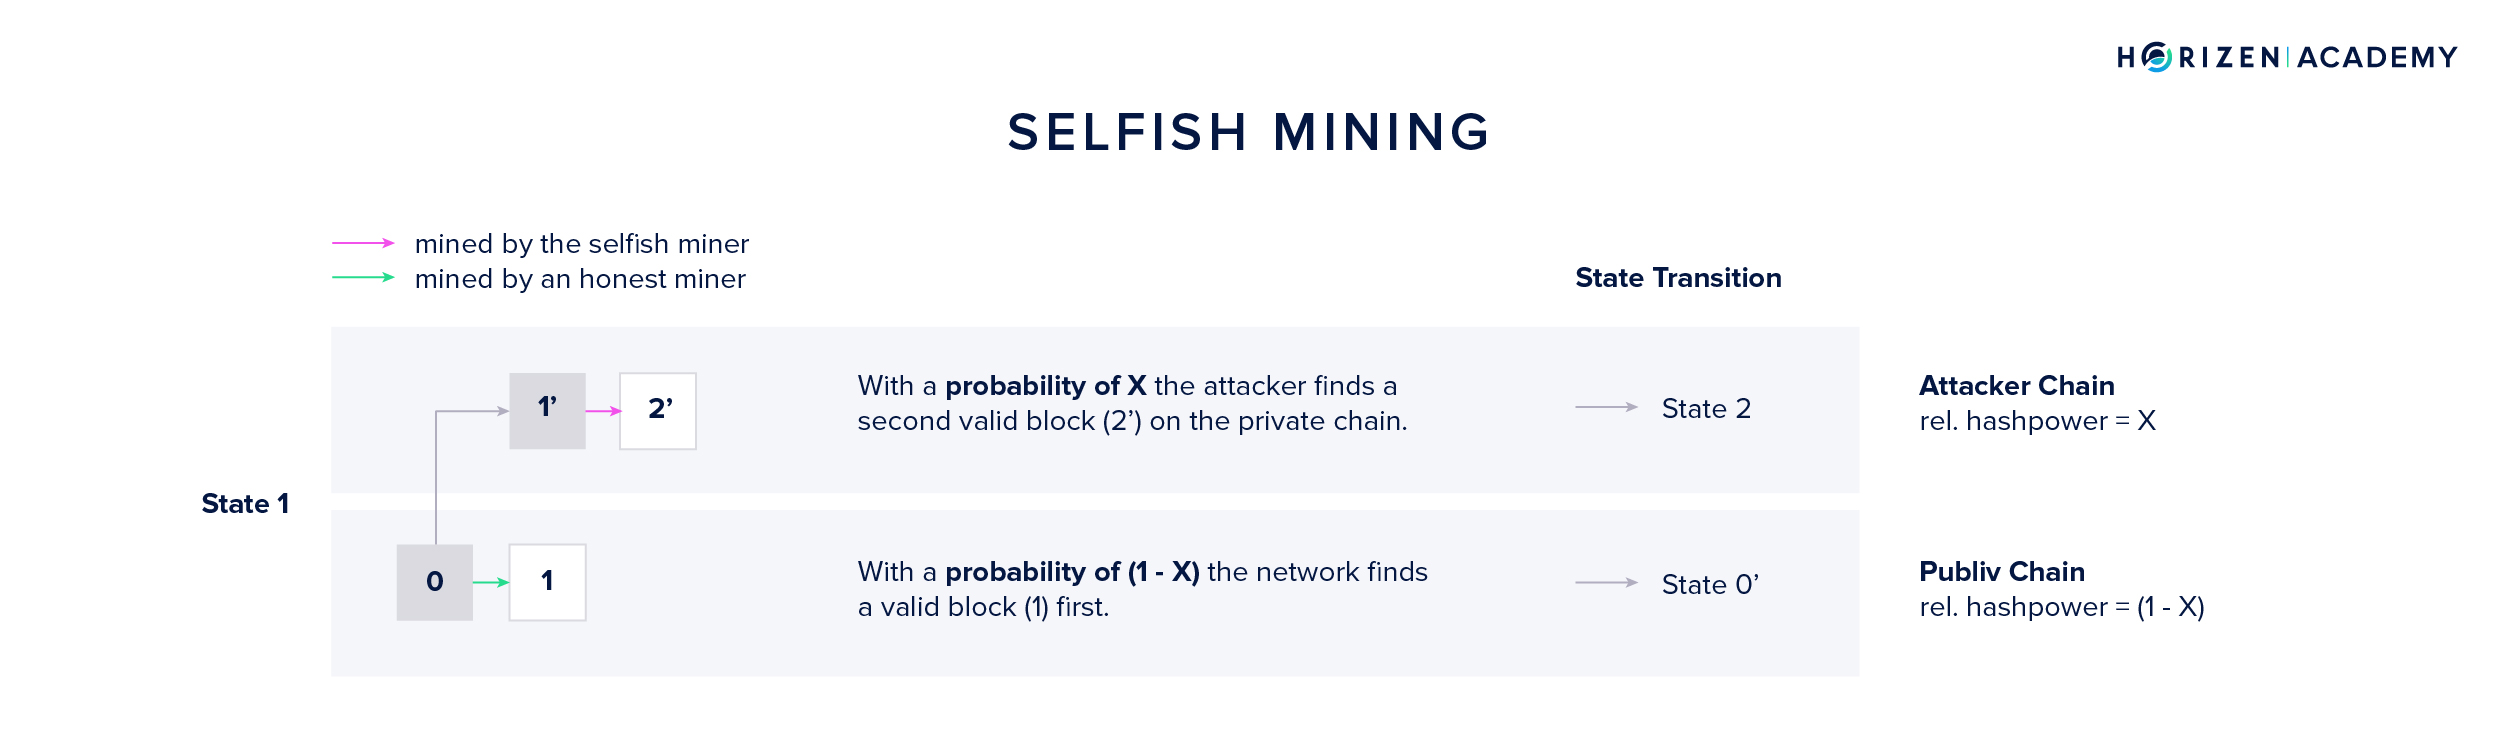 HORIZEN ACADEMY
SELFISH MINING
mined by the selfish miner
mined by an honest miner
State Transition
State 1
1’
2’
With a probability of X the attacker finds a
second valid block (2’) on the private chain.
State 2
Attacker Chain
rel. hashpower = X
0
1
With a probability of (1 - X) the network finds
a valid block (1) first.
State 0’
Publiv Chain
rel. hashpower = (1 - X)